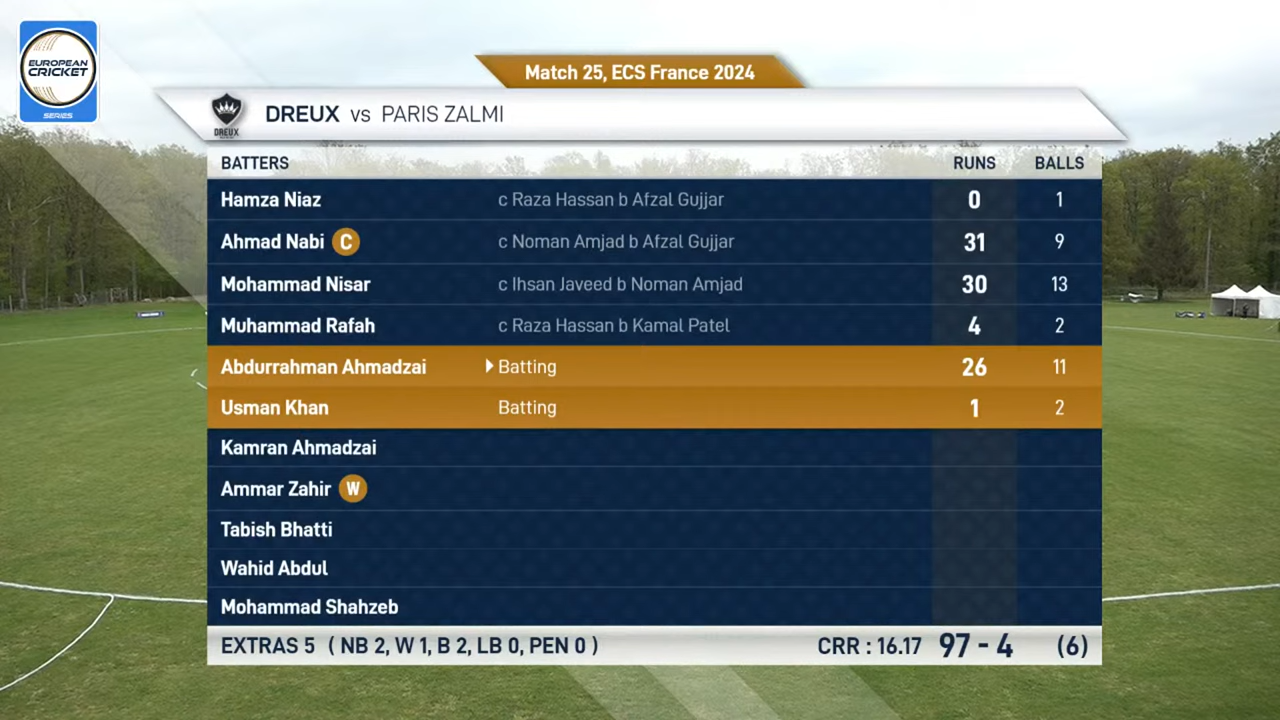 EUROPEAN
CRICKET
SERIES
Match 25, ECS France 2024
DREUX
DREUX vs PARIS ZALMI
BATTERS RUNS BALLS
Hamza Niaz c Raza Hassan b Afzal Gujjar 0 1
Ahmad Nabi C c Noman Amjad b Afzal Gujjar 31 9
Mohammad Nisar c Ihsan Javeed b Noman Amjad 30 13
Muhammad Rafah c Raza Hassan b Kamal Patel 4 2
Abdurrahman Ahmadzai Batting 26 11
Usman Khan Batting 1 2
Kamran Ahmadzai
Ammar Zahir W
Tabish Bhatti
Wahid Abdul
Mohammad Shahzeb
EXTRAS 5 ( NB 2, W 1, B 2, LB 0, PEN 0 ) CRR : 16.17 97 - 4 (6)